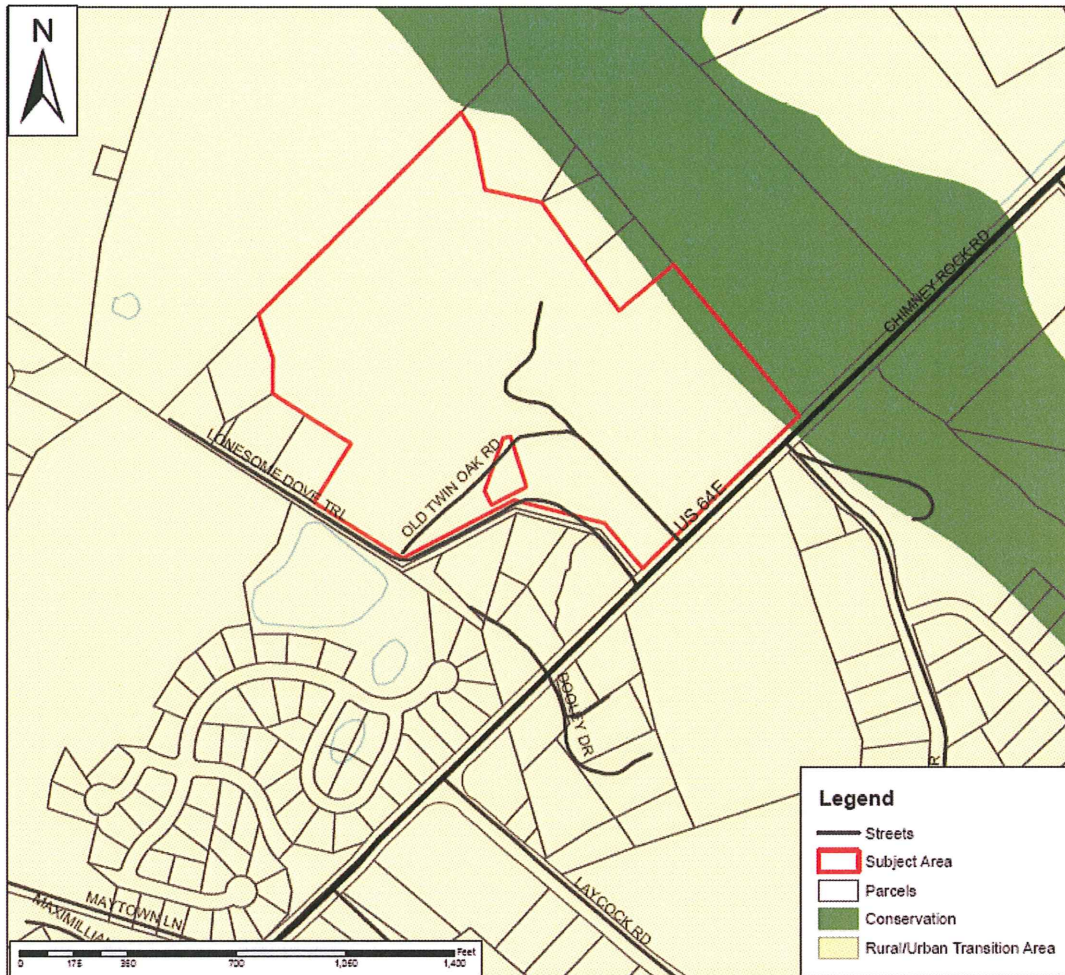 N
CHIMNEY ROCK RD
LONESOME DOVE TRL
OLD TWIN OAK RD
US 64E
DOOLEY DR
R
LAYCOCK RD
MAYTOWN LN
Legend
Streets
Subject Area
Parcels
Conservation
Rural/Urban Transition Area
Feet
0 175 350 700 1,050 1,400